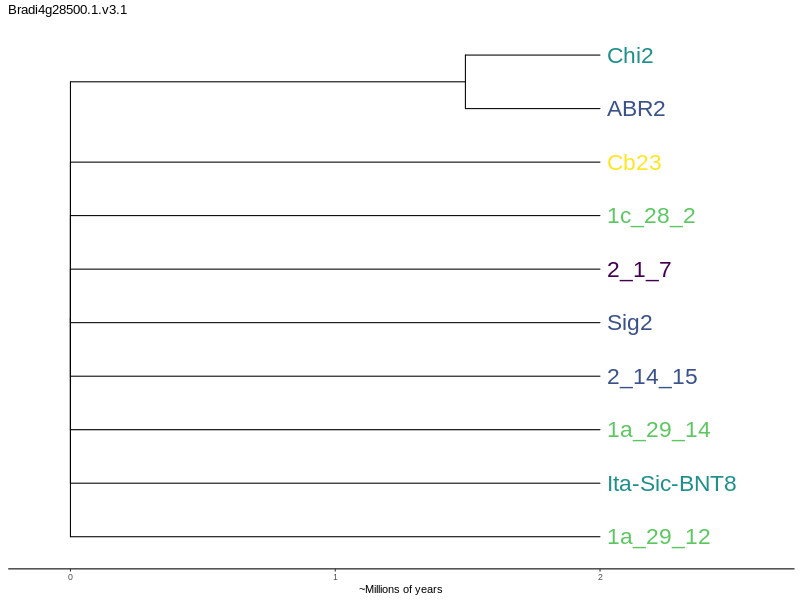 Bradi4g28500.1.v3.1
Chi2
ABR2
Cb23
1c_28_2
2_1_7
Sig2
2_14_15
1a_29_14
Ita-Sic-BNT8
1a_29_12
0 1 2
~Millions of years